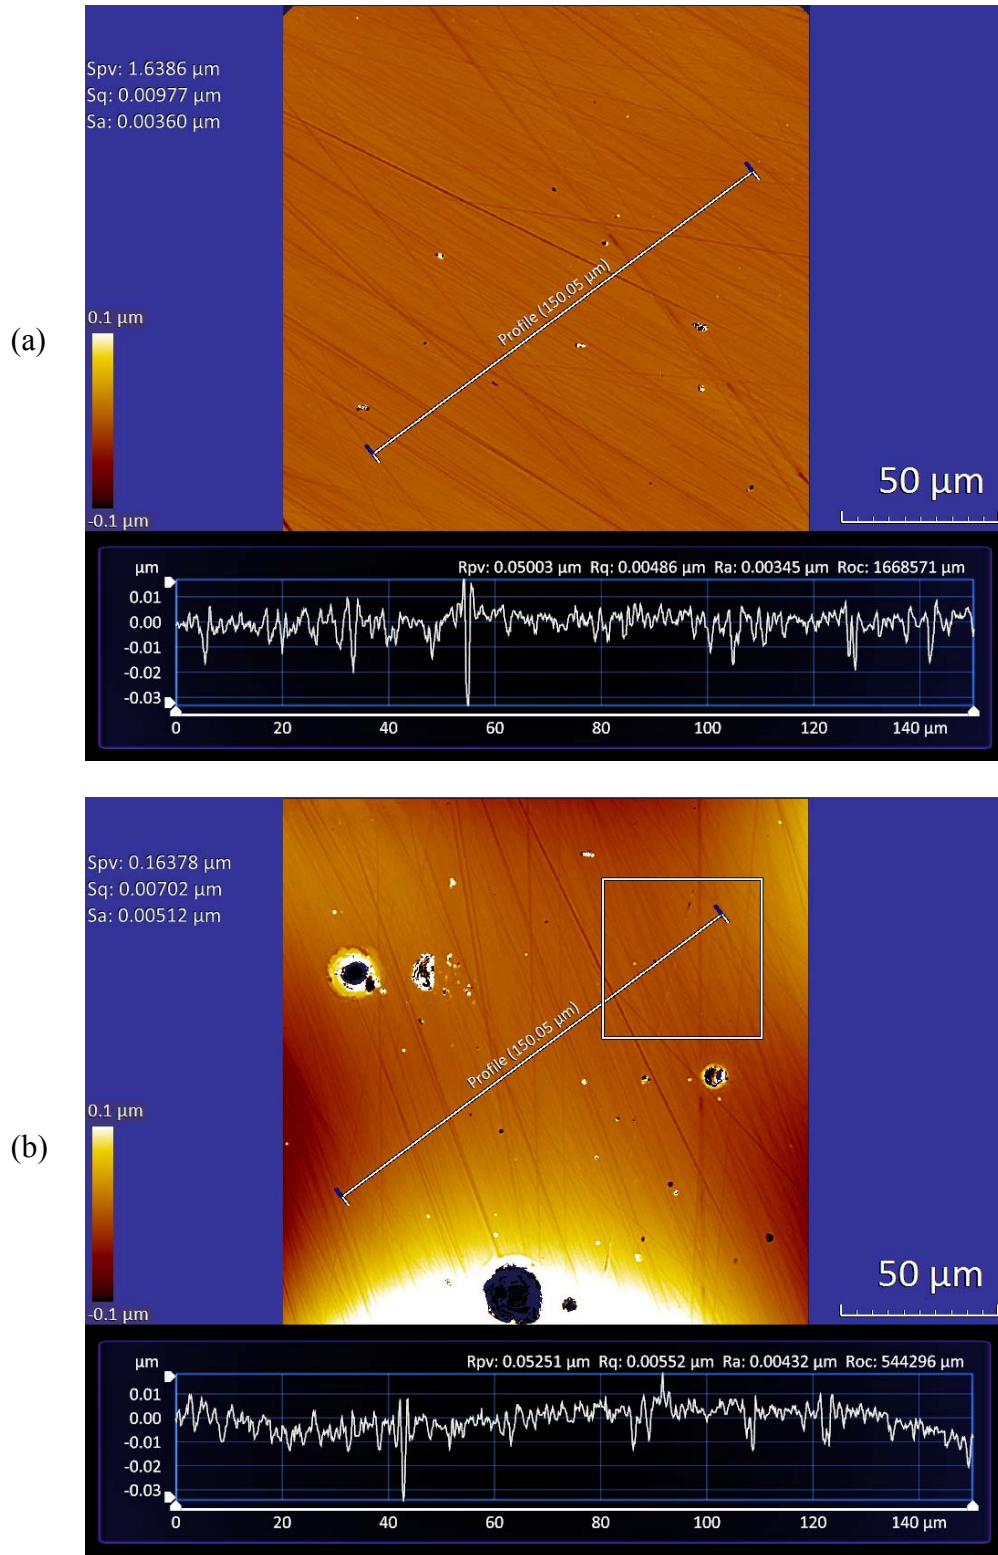 (a)
Spv: 1.6386 µm
Sq: 0.00977 µm
Sa: 0.00360 µm
0.1 µm
-0.1 µm
Profile (150.05 µm)
50 µm
µm
Rpv: 0.05003 µm Rq: 0.00486 µm Ra: 0.00345 µm Roc: 1668571 µm
0.01
0.00
-0.01
-0.02
-0.03
0 20 40 60 80 100 120 140 µm
(b)
Spv: 0.16378 µm
Sq: 0.00702 µm
Sa: 0.00512 µm
0.1 µm
-0.1 µm
Profile (150.05 µm)
50 µm
µm
Rpv: 0.05251 µm Rq: 0.00552 µm Ra: 0.00432 µm Roc: 544296 µm
0.01
0.00
-0.01
-0.02
-0.03
0 20 40 60 80 100 120 140 µm